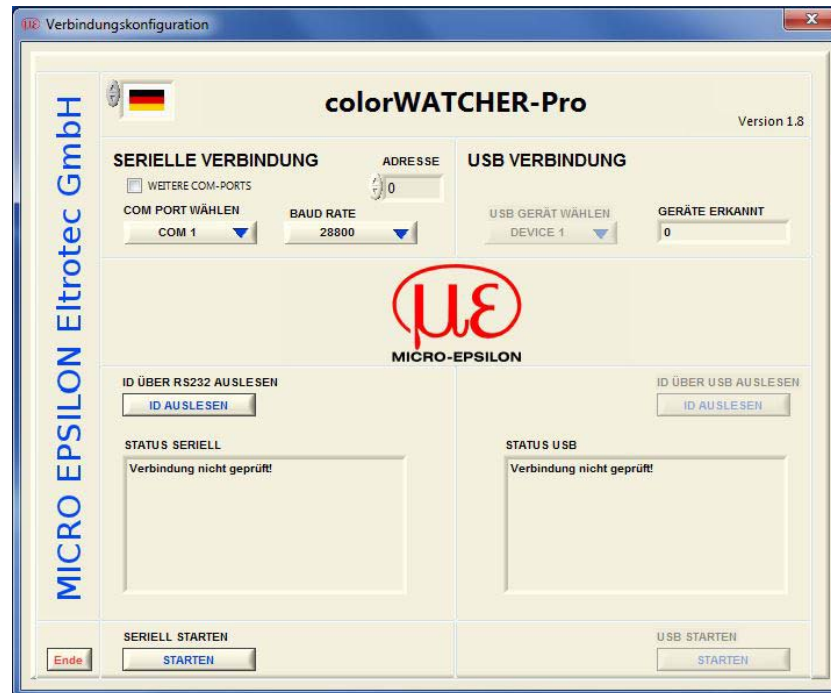 Verbindungskonfiguration
MICRO EPSILON Eltrotec GmbH
colorWATCHER-Pro
Version 1.8
SERIELLE VERBINDUNG
ADRESSE
WEITERE COM-PORTS
0
COM PORT WÄHLEN
BAUD RATE
COM 1
28800
USB VERBINDUNG
USB GERÄT WÄHLEN
GERÄTE ERKANNT
DEVICE 1
0
με
MICRO-EPSILON
ID ÜBER RS232 AUSLESEN
ID AUSLESEN
ID ÜBER USB AUSLESEN
ID AUSLESEN
STATUS SERIELL
Verbindung nicht geprüft!
STATUS USB
Verbindung nicht geprüft!
Ende
SERIELL STARTEN
STARTEN
USB STARTEN
STARTEN